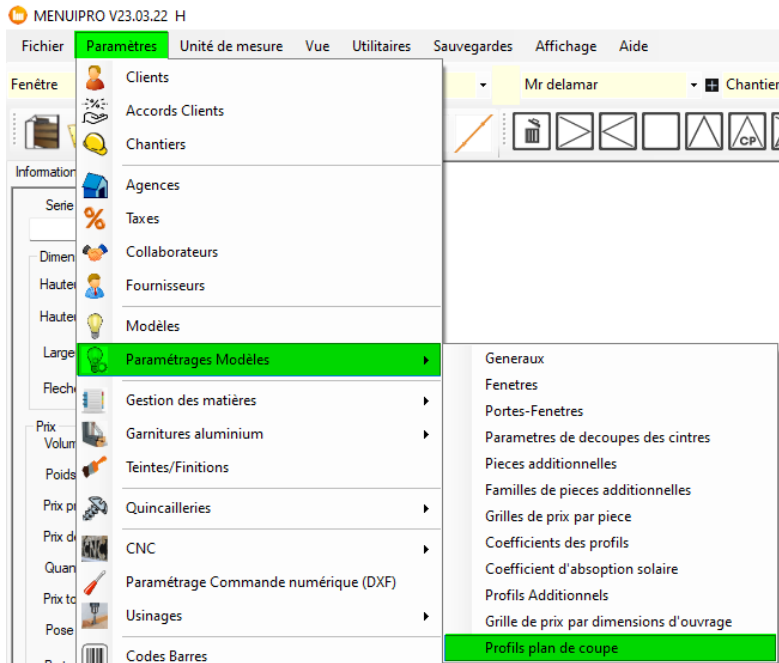 MENUIPRO V23.03.22 H
Fichier Paramètres Unité de mesure Vue Utilitaires Sauvegardes Affichage Aide
Fenêtre
Mr delamar
Chantier
CP
Information
Serie
Dimen
Hauteu
Hauteu
Large
Fleche
Prix
Volum
Poids
Prix p
Prix d
Quan
Prix to
Pose
Clients
Accords Clients
Chantiers
Agences
Taxes
Collaborateurs
Fournisseurs
Modèles
Paramétrages Modèles
Gestion des matières
Garnitures aluminium
Teintes/Finitions
Quincailleries
CNC
Paramétrage Commande numérique (DXF)
Usinages
Codes Barres
Generaux
Fenetres
Portes-Fenetres
Parametres de decoupes des cintres
Pieces additionnelles
Familles de pieces additionnelles
Grilles de prix par piece
Coefficients des profils
Coefficient d'absoption solaire
Profils Additionnels
Grille de prix par dimensions d'ouvrage
Profils plan de coupe